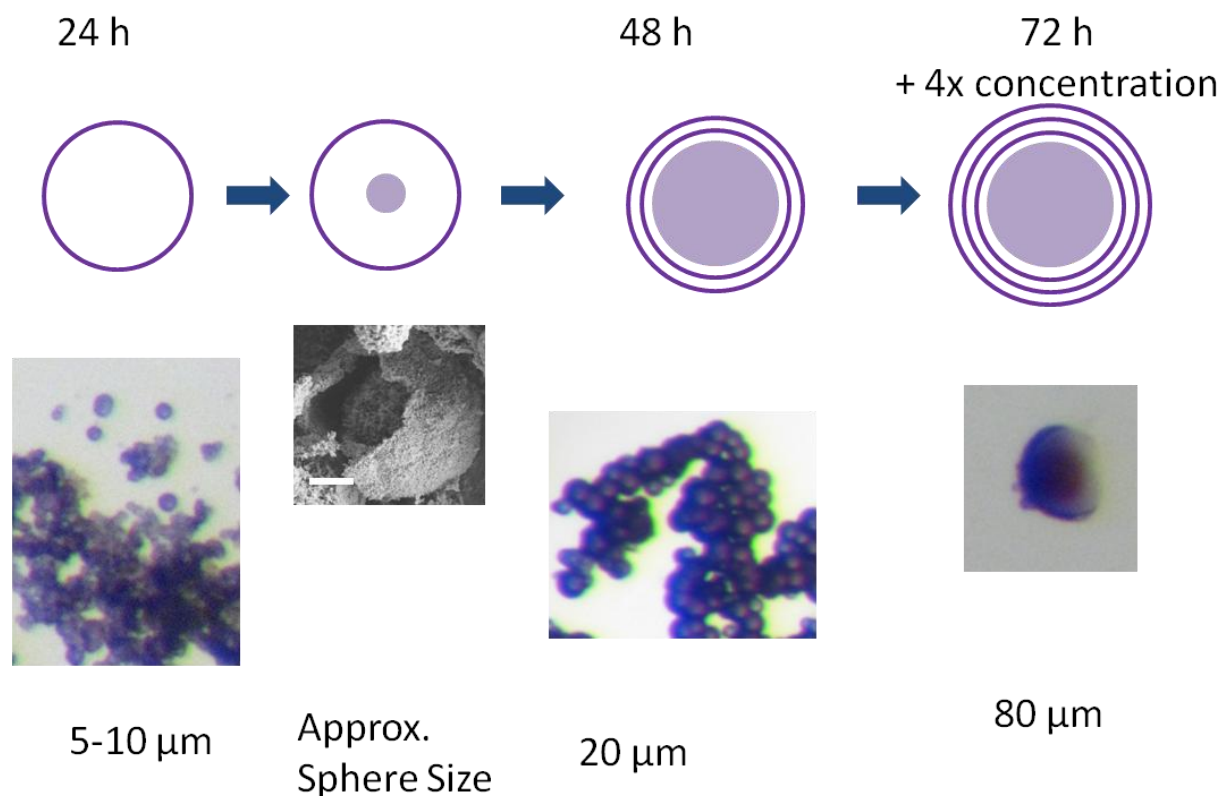 24 h
48 h
72 h
+ 4x concentration
5-10 µm
Approx.
Sphere Size
20 µm
80 µm